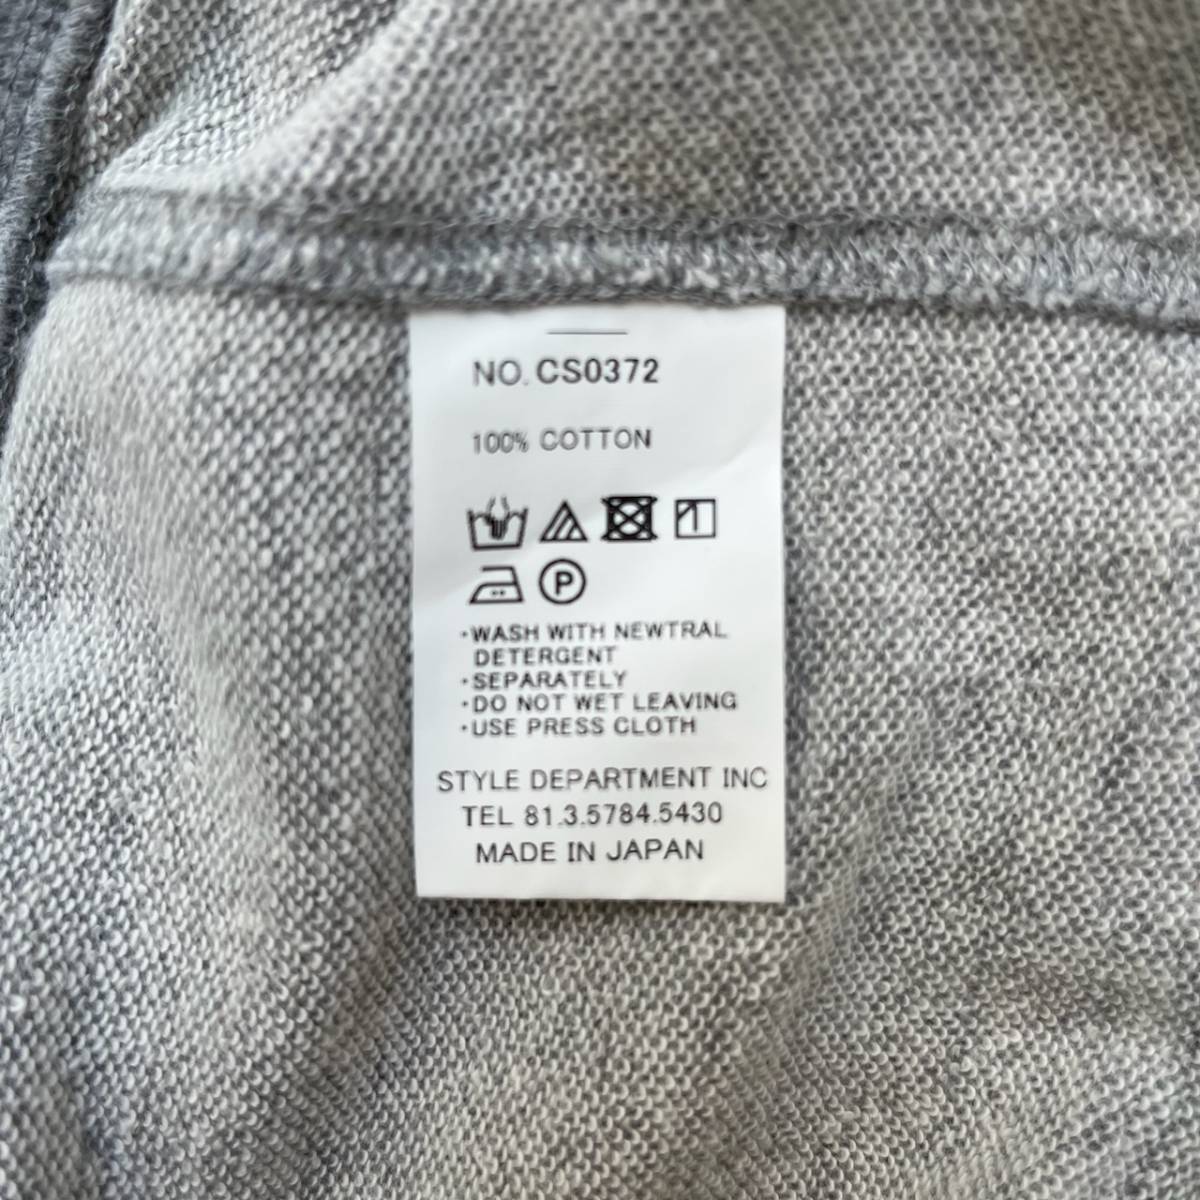 NO. CS0372
100% COTTON
P
・WASH WITH NEWTRAL
DETERGENT
・SEPARATELY
・DO NOT WET LEAVING
・USE PRESS CLOTH
STYLE DEPARTMENT INC
TEL 81.3.5784.5430
MADE IN JAPAN